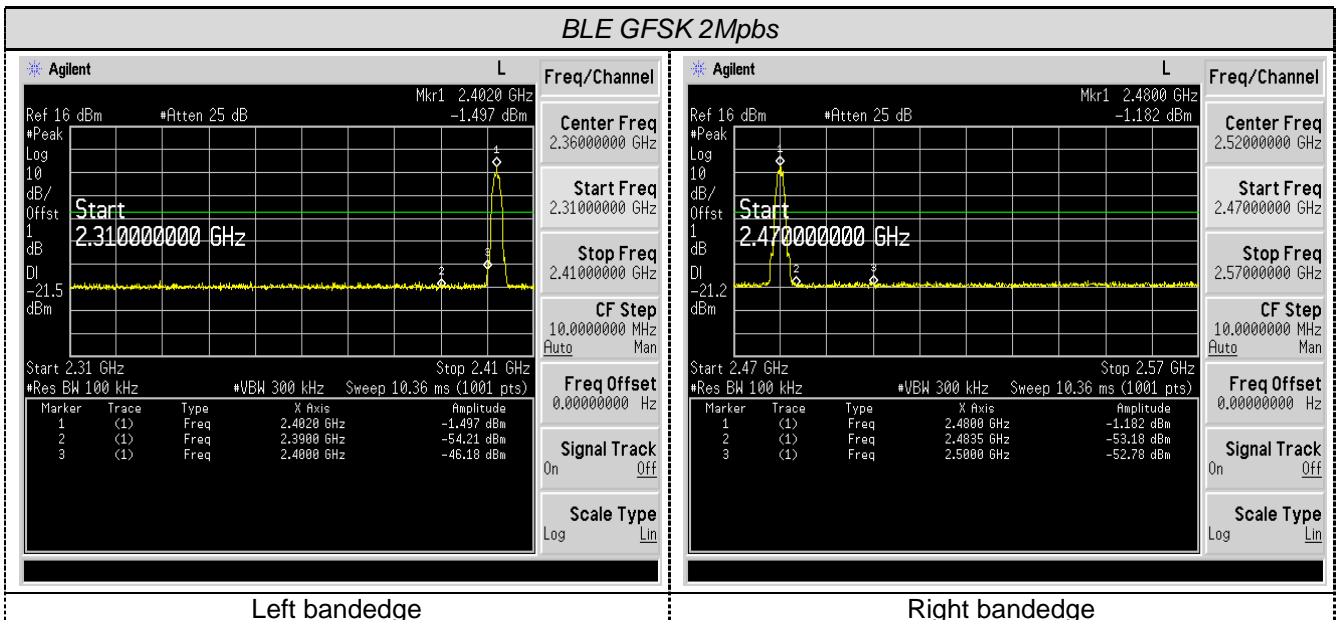 BLE GFSK 2Mpbs
Agilent L
Freq/Channel
Mkr1 2.4020 GHz
Ref 16 dBm #Atten 25 dB -1.497 dBm
#Peak
Log
10
dB/
Offst
1
dB
DI
-21.5
dBm
1
2
3
Start
2.310000000 GHz
Start 2.31 GHz Stop 2.41 GHz
#Res BW 100 kHz #VBW 300 kHz Sweep 10.36 ms (1001 pts)
Marker Trace Type X Axis Amplitude
1 (1) Freq 2.4020 GHz -1.497 dBm
2 (1) Freq 2.3900 GHz -54.21 dBm
3 (1) Freq 2.4000 GHz -46.18 dBm
Center Freq
2.36000000 GHz
Start Freq
2.31000000 GHz
Stop Freq
2.41000000 GHz
CF Step
10.0000000 MHz
Auto Man
Freq Offset
0.00000000 Hz
Signal Track
On Off
Scale Type
Log Lin
Agilent L
Freq/Channel
Mkr1 2.4800 GHz
Ref 16 dBm #Atten 25 dB -1.182 dBm
#Peak
Log
10
dB/
Offst
1
dB
DI
-21.2
dBm
1
2
3
Start
2.470000000 GHz
Start 2.47 GHz Stop 2.57 GHz
#Res BW 100 kHz #VBW 300 kHz Sweep 10.36 ms (1001 pts)
Marker Trace Type X Axis Amplitude
1 (1) Freq 2.4800 GHz -1.182 dBm
2 (1) Freq 2.4835 GHz -53.18 dBm
3 (1) Freq 2.5000 GHz -52.78 dBm
Center Freq
2.52000000 GHz
Start Freq
2.47000000 GHz
Stop Freq
2.57000000 GHz
CF Step
10.0000000 MHz
Auto Man
Freq Offset
0.00000000 Hz
Signal Track
On Off
Scale Type
Log Lin
Left bandedge
Right bandedge